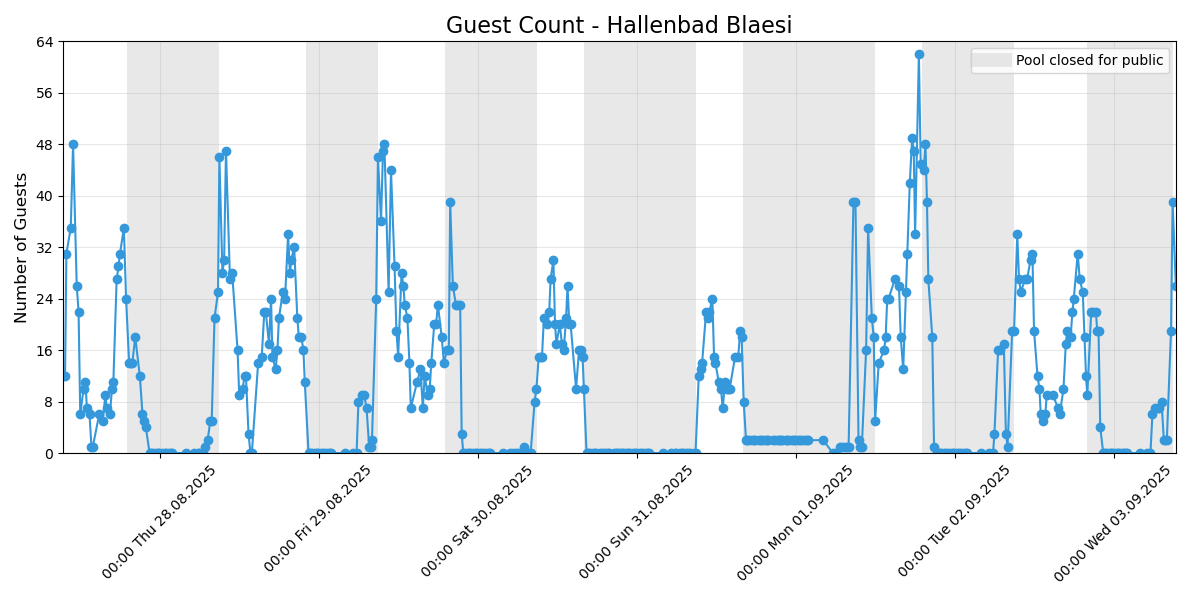 Guest Count - Hallenbad Blaesi
Pool closed for public
Number of Guests
64
56
48
40
32
24
16
8
0
00:00 Thu 28.08.2025
00:00 Fri 29.08.2025
00:00 Sat 30.08.2025
00:00 Sun 31.08.2025
00:00 Mon 01.09.2025
00:00 Tue 02.09.2025
00:00 Wed 03.09.2025